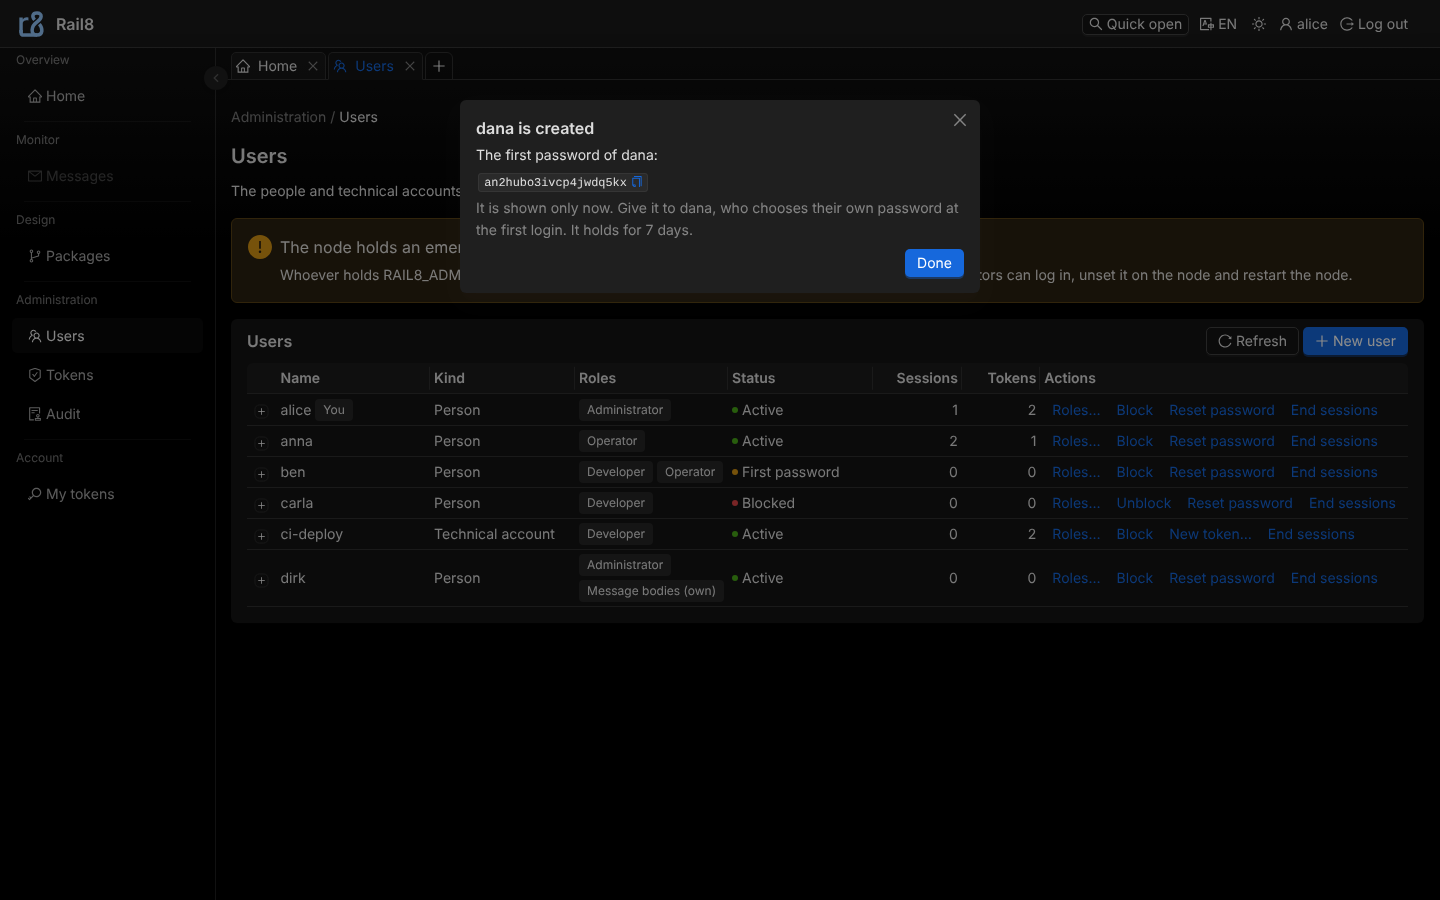 Rail8
Quick open
EN
alice
Log out
Overview
Home
Monitor
Messages
Design
Packages
Administration
Users
Tokens
Audit
Account
My tokens
Home
Users
Administration / Users
Users
The people and technical accounts
The node holds an emer
Whoever holds RAIL8_ADM
tors can log in, unset it on the node and restart the node.
dana is created
The first password of dana:
an2hubo3ivcp4jwdq5kx
It is shown only now. Give it to dana, who chooses their own password at
the first login. It holds for 7 days.
Done
Users
Refresh
New user
Name Kind Roles Status Sessions Tokens Actions
alice You Person Administrator Active 1 2 Roles... Block Reset password End sessions
anna Person Operator Active 2 1 Roles... Block Reset password End sessions
ben Person Developer Operator First password 0 0 Roles... Block Reset password End sessions
carla Person Developer Blocked 0 0 Roles... Unblock Reset password End sessions
ci-deploy Technical account Developer Active 0 2 Roles... Block New token... End sessions
dirk Person Administrator Message bodies (own) Active 0 0 Roles... Block Reset password End sessions